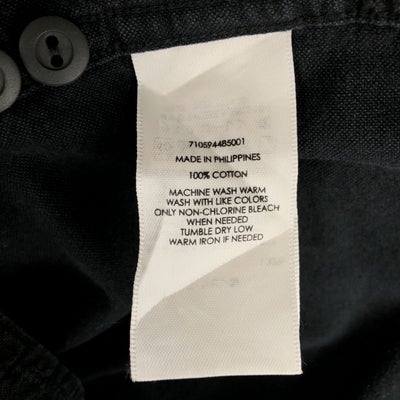 710594485001
MADE IN PHILIPPINES
100% COTTON
MACHINE WASH WARM
WASH WITH LIKE COLORS
ONLY NON-CHLORINE BLEACH
WHEN NEEDED
TUMBLE DRY LOW
WARM IRON IF NEEDED